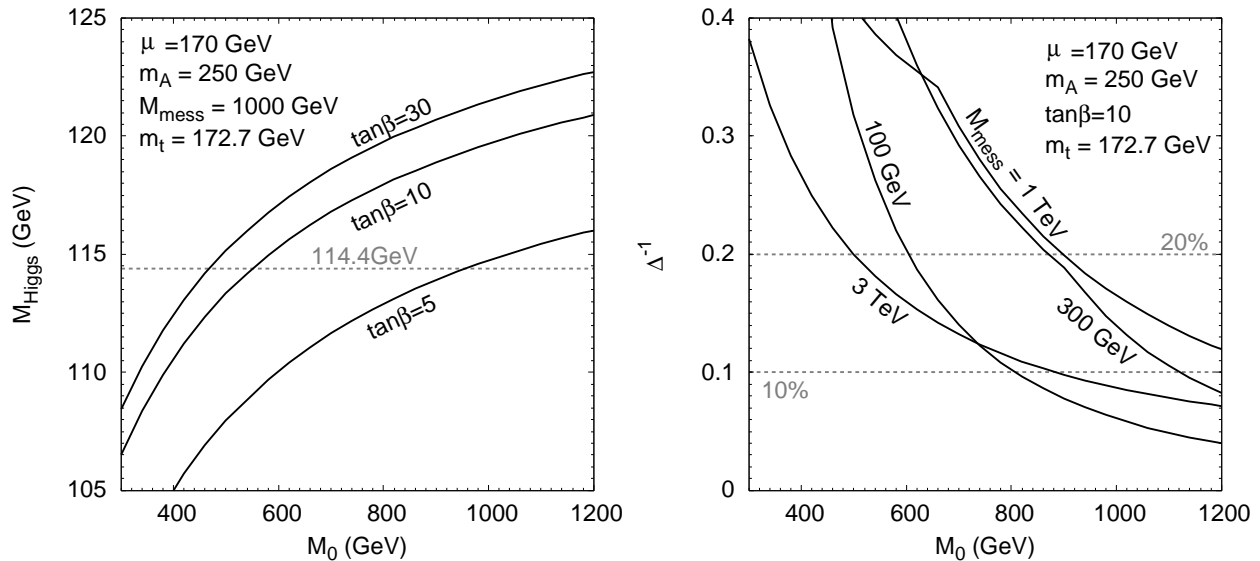 125
120
115
110
105
M_Higgs (GeV)
μ =170 GeV
m_A = 250 GeV
M_mess = 1000 GeV
m_t = 172.7 GeV
tanβ=30
tanβ=10
114.4GeV
tanβ=5
400 600 800 1000 1200
M_0 (GeV)
0.4
0.3
0.2
0.1
0
Δ^-1
μ =170 GeV
m_A = 250 GeV
tanβ=10
m_t = 172.7 GeV
M_mess = 1 TeV
100 GeV
20%
3 TeV
300 GeV
10%
400 600 800 1000 1200
M_0 (GeV)